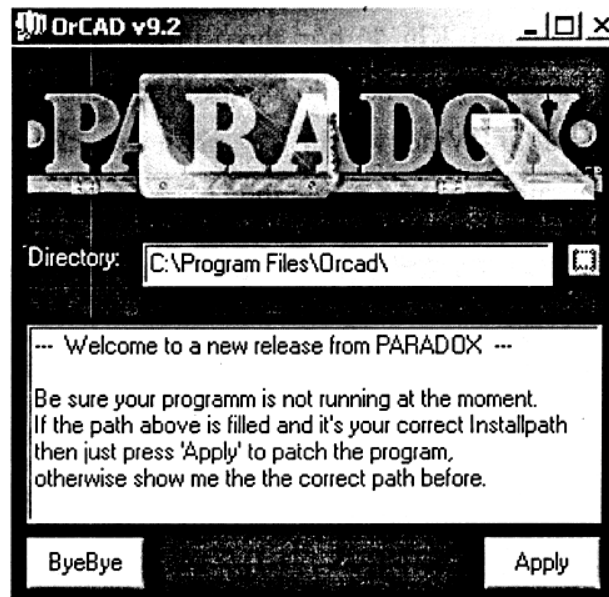 OrCAD v9.2
PARADOX
Directory: C:\Program Files\Orcad\
--- Welcome to a new release from PARADOX ---
Be sure your programm is not running at the moment.
If the path above is filled and it's your correct Installpath
then just press 'Apply' to patch the program,
otherwise show me the the correct path before.
ByeBye Apply